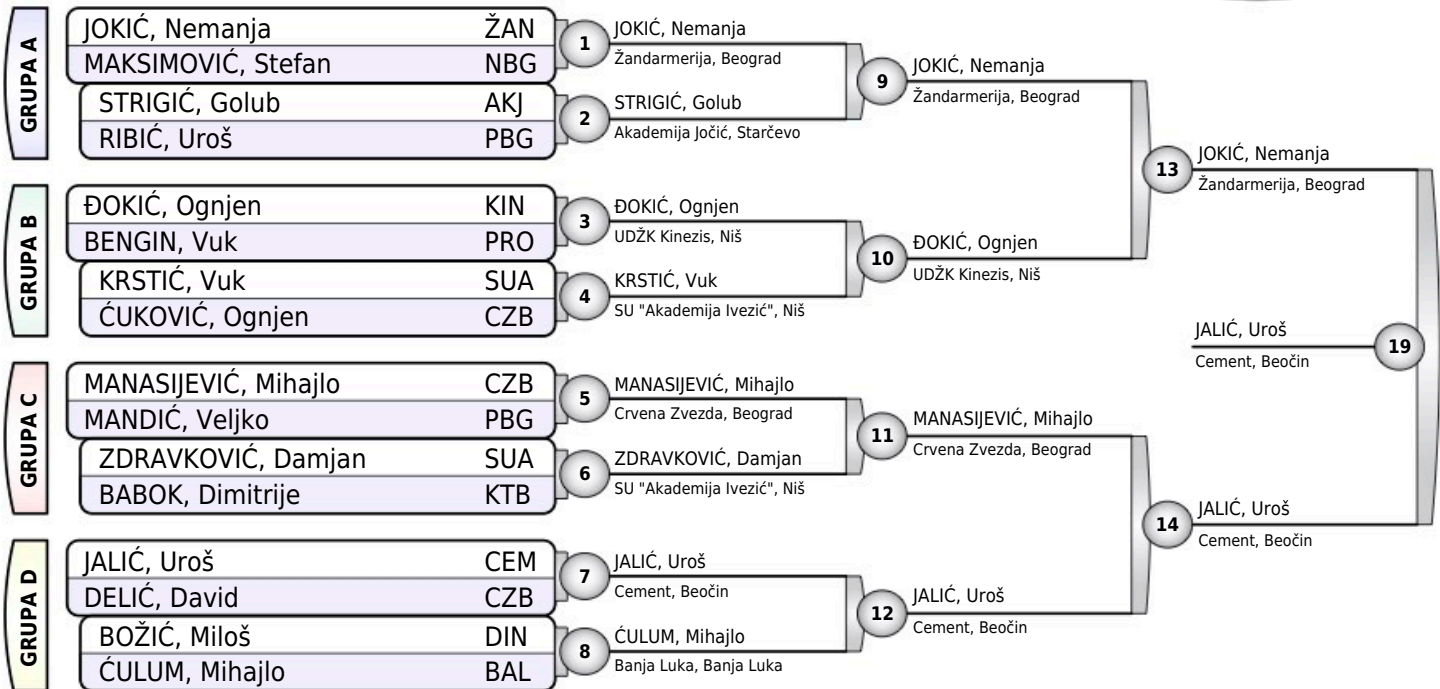 GRUPA A
JOKIĆ, Nemanja ŽAN
MAKSIMOVIĆ, Stefan NBG
STRIGIĆ, Golub AKJ
RIBIĆ, Uroš PBG
GRUPA B
ĐOKIĆ, Ognjen KIN
BENGIN, Vuk PRO
KRSTIĆ, Vuk SUA
ĆUKOVIĆ, Ognjen CZB
GRUPA C
MANASIJEVIĆ, Mihajlo CZB
MANDIĆ, Veljko PBG
ZDRAVKOVIĆ, Damjan SUA
BABOK, Dimitrije KTB
GRUPA D
JALIĆ, Uroš CEM
DELIĆ, David CZB
BOŽIĆ, Miloš DIN
ĆULUM, Mihajlo BAL
1 JOKIĆ, Nemanja
Žandarmerija, Beograd
2 STRIGIĆ, Golub
Akademija Jočić, Starčevo
3 ĐOKIĆ, Ognjen
UDŽK Kinezis, Niš
4 KRSTIĆ, Vuk
SU "Akademija Ivezić", Niš
5 MANASIJEVIĆ, Mihajlo
Crvena Zvezda, Beograd
6 ZDRAVKOVIĆ, Damjan
SU "Akademija Ivezić", Niš
7 JALIĆ, Uroš
Cement, Beočin
8 ĆULUM, Mihajlo
Banja Luka, Banja Luka
9 JOKIĆ, Nemanja
Žandarmerija, Beograd
10 ĐOKIĆ, Ognjen
UDŽK Kinezis, Niš
11 MANASIJEVIĆ, Mihajlo
Crvena Zvezda, Beograd
12 JALIĆ, Uroš
Cement, Beočin
13 JOKIĆ, Nemanja
Žandarmerija, Beograd
14 JALIĆ, Uroš
Cement, Beočin
JALIĆ, Uroš 19
Cement, Beočin